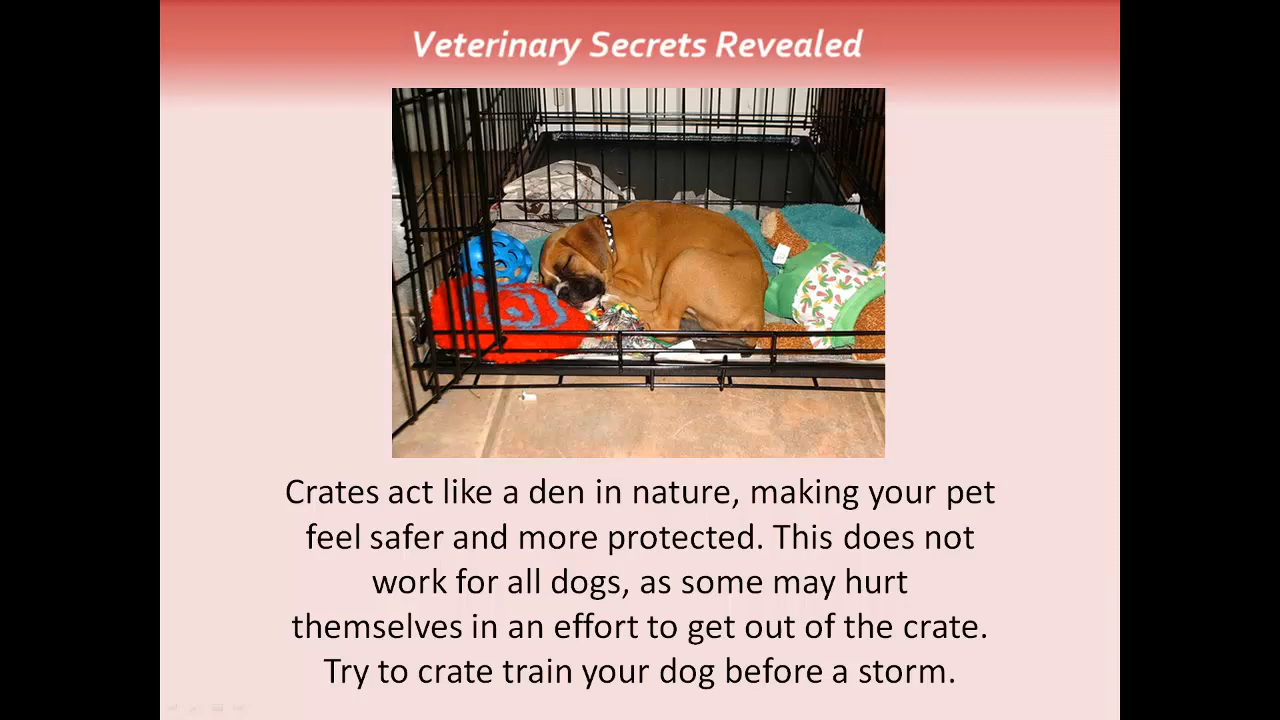 Veterinary Secrets Revealed
Crates act like a den in nature, making your pet
feel safer and more protected. This does not
work for all dogs, as some may hurt
themselves in an effort to get out of the crate.
Try to crate train your dog before a storm.